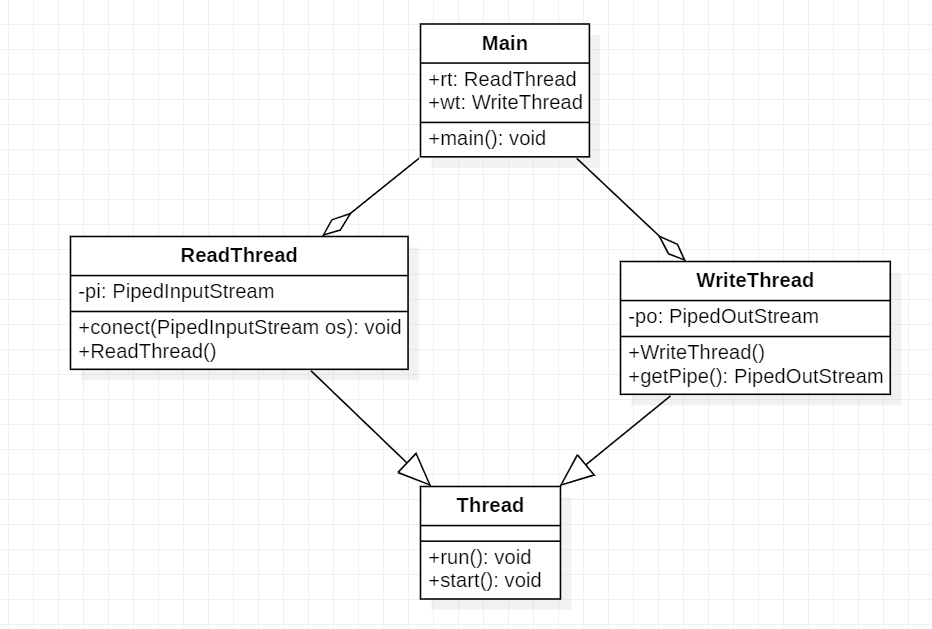 Main
+rt: ReadThread
+wt: WriteThread
+main(): void
ReadThread
-pi: PipedInputStream
+conect(PipedInputStream os): void
+ReadThread()
WriteThread
-po: PipedOutStream
+WriteThread()
+getPipe(): PipedOutStream
Thread
+run(): void
+start(): void